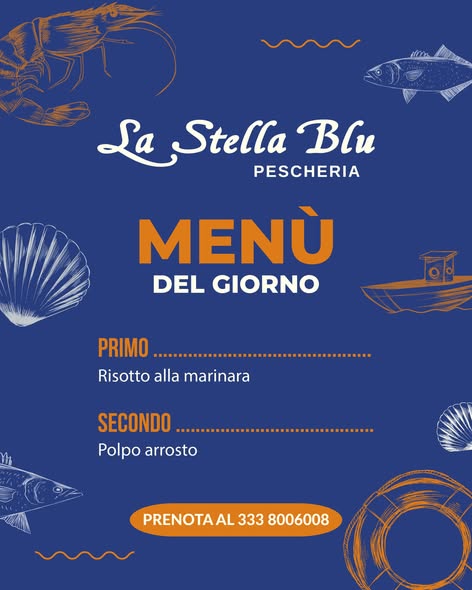 La Stella Blu
PESCHERIA
MENÙ
DEL GIORNO
PRIMO ............................................
Risotto alla marinara
SECONDO ........................................
Polpo arrosto
PRENOTA AL 333 8006008